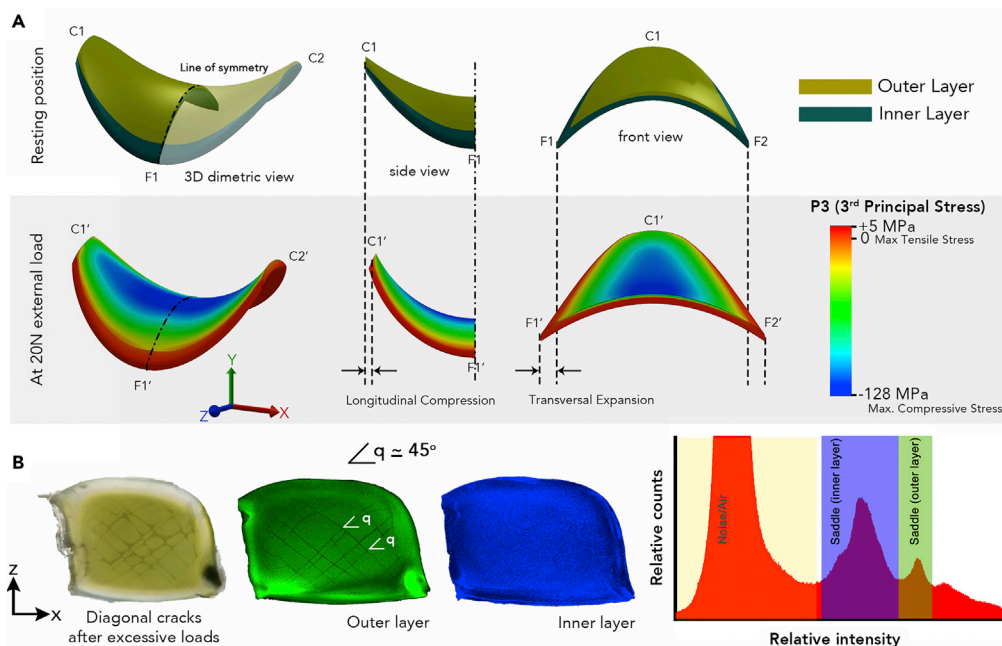 A
Resting position
C1
C2
Line of symmetry
F1
3D dimetric view
C1
F1
side view
C1
F1
F2
front view
Outer Layer
Inner Layer
At 20N external load
C1'
C2'
F1'
Y
Z
X
C1'
F1'
Longitudinal Compression
C1'
F1'
F2'
Transversal Expansion
P3 (3rd Principal Stress)
+5 MPa
0 Max Tensile Stress
-128 MPa
Max. Compressive Stress
B
∠q ≃ 45°
Z
X
Diagonal cracks
after excessive loads
∠q
∠q
Outer layer
Inner layer
Relative counts
Noise/Air
Saddle (inner layer)
Saddle (outer layer)
Relative intensity